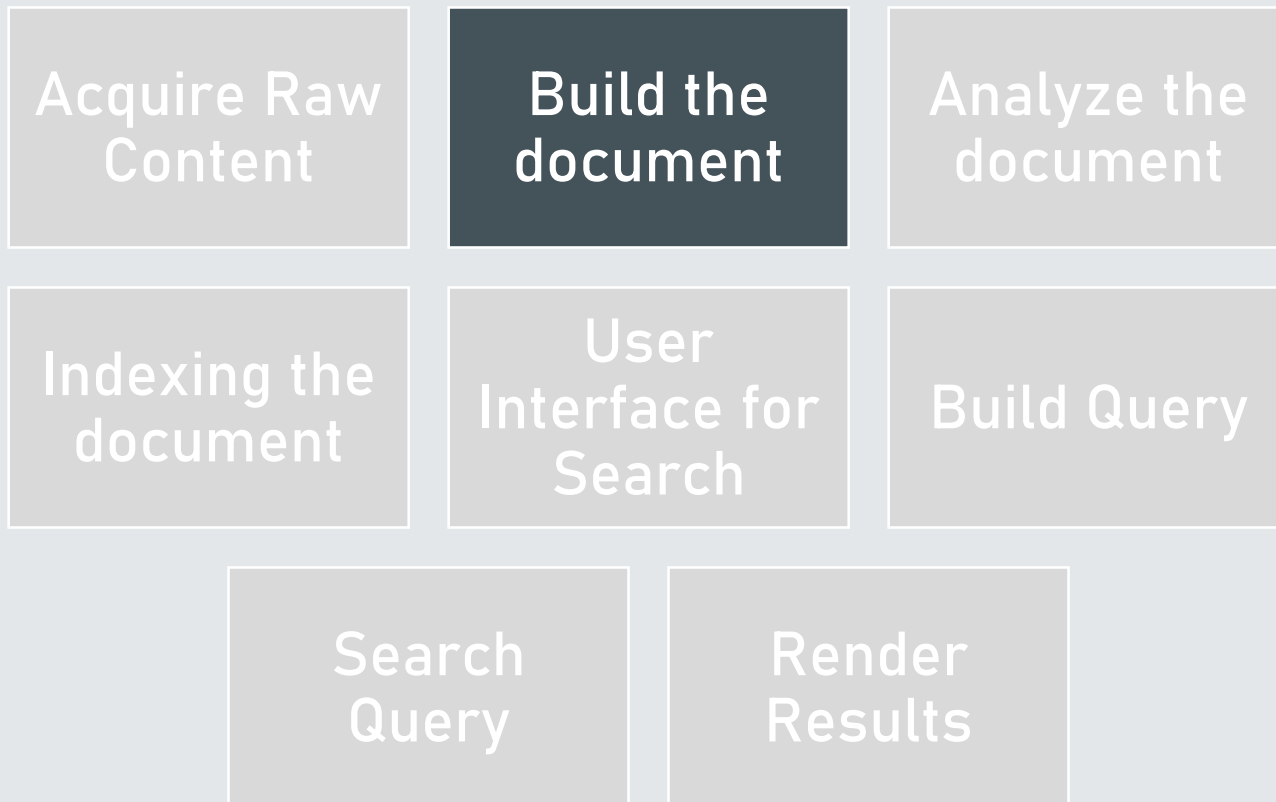 Acquire Raw
Content
Build the
document
Analyze the
document
Indexing the
document
User
Interface for
Search
Build Query
Search
Query
Render
Results